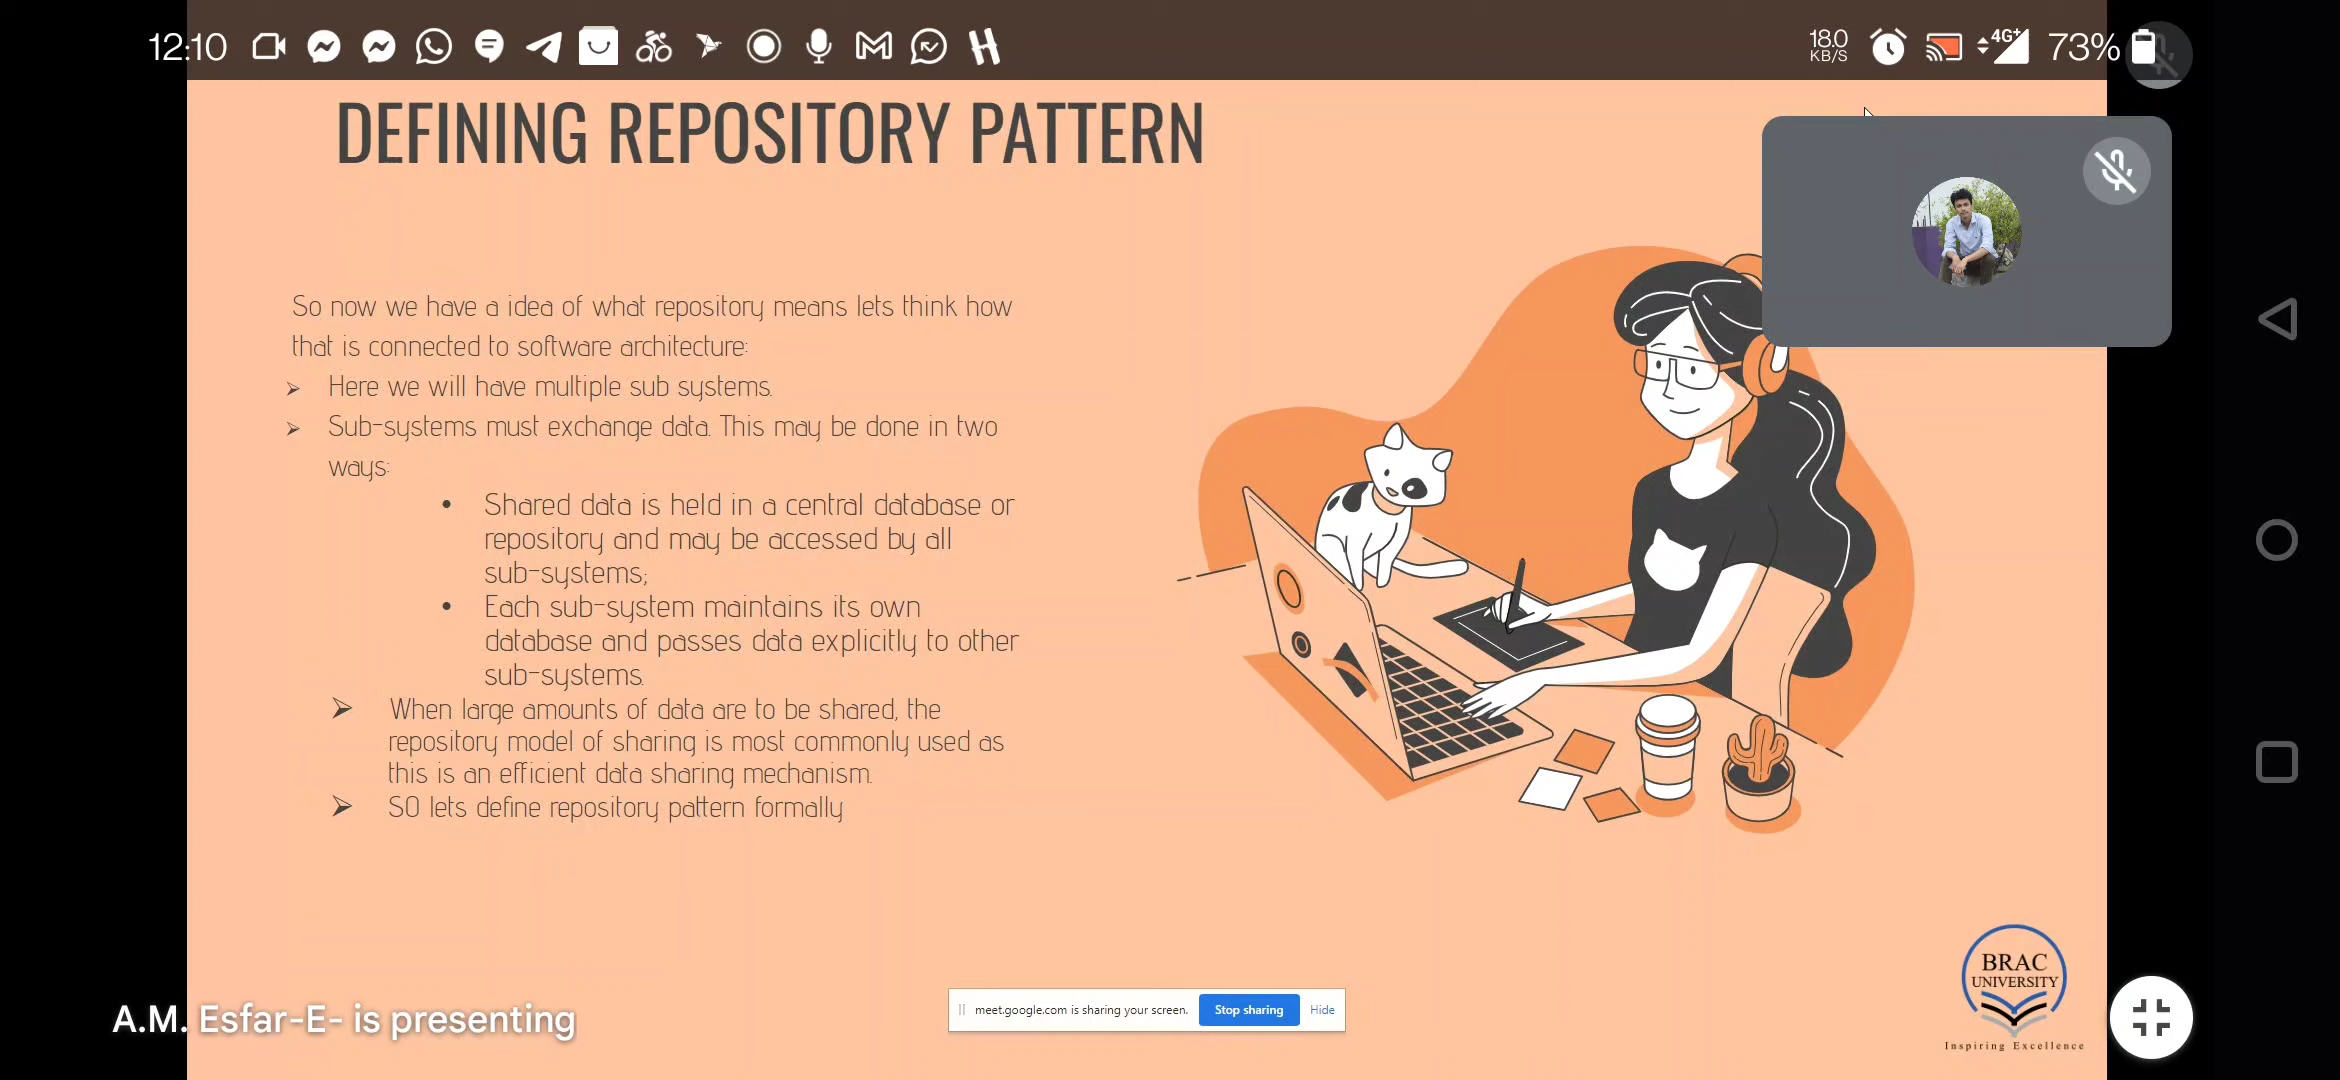 12:10
18.0
KB/S
4G+
73%
DEFINING REPOSITORY PATTERN
So now we have a idea of what repository means lets think how
that is connected to software architecture:
➢ Here we will have multiple sub systems.
➢ Sub-systems must exchange data. This may be done in two
ways:
• Shared data is held in a central database or
repository and may be accessed by all
sub-systems;
• Each sub-system maintains its own
database and passes data explicitly to other
sub-systems.
➢ When large amounts of data are to be shared, the
repository model of sharing is most commonly used as
this is an efficient data sharing mechanism.
➢ SO lets define repository pattern formally
BRAC
UNIVERSITY
Inspiring Excellence
A.M. Esfar-E- is presenting
meet.google.com is sharing your screen.
Stop sharing
Hide